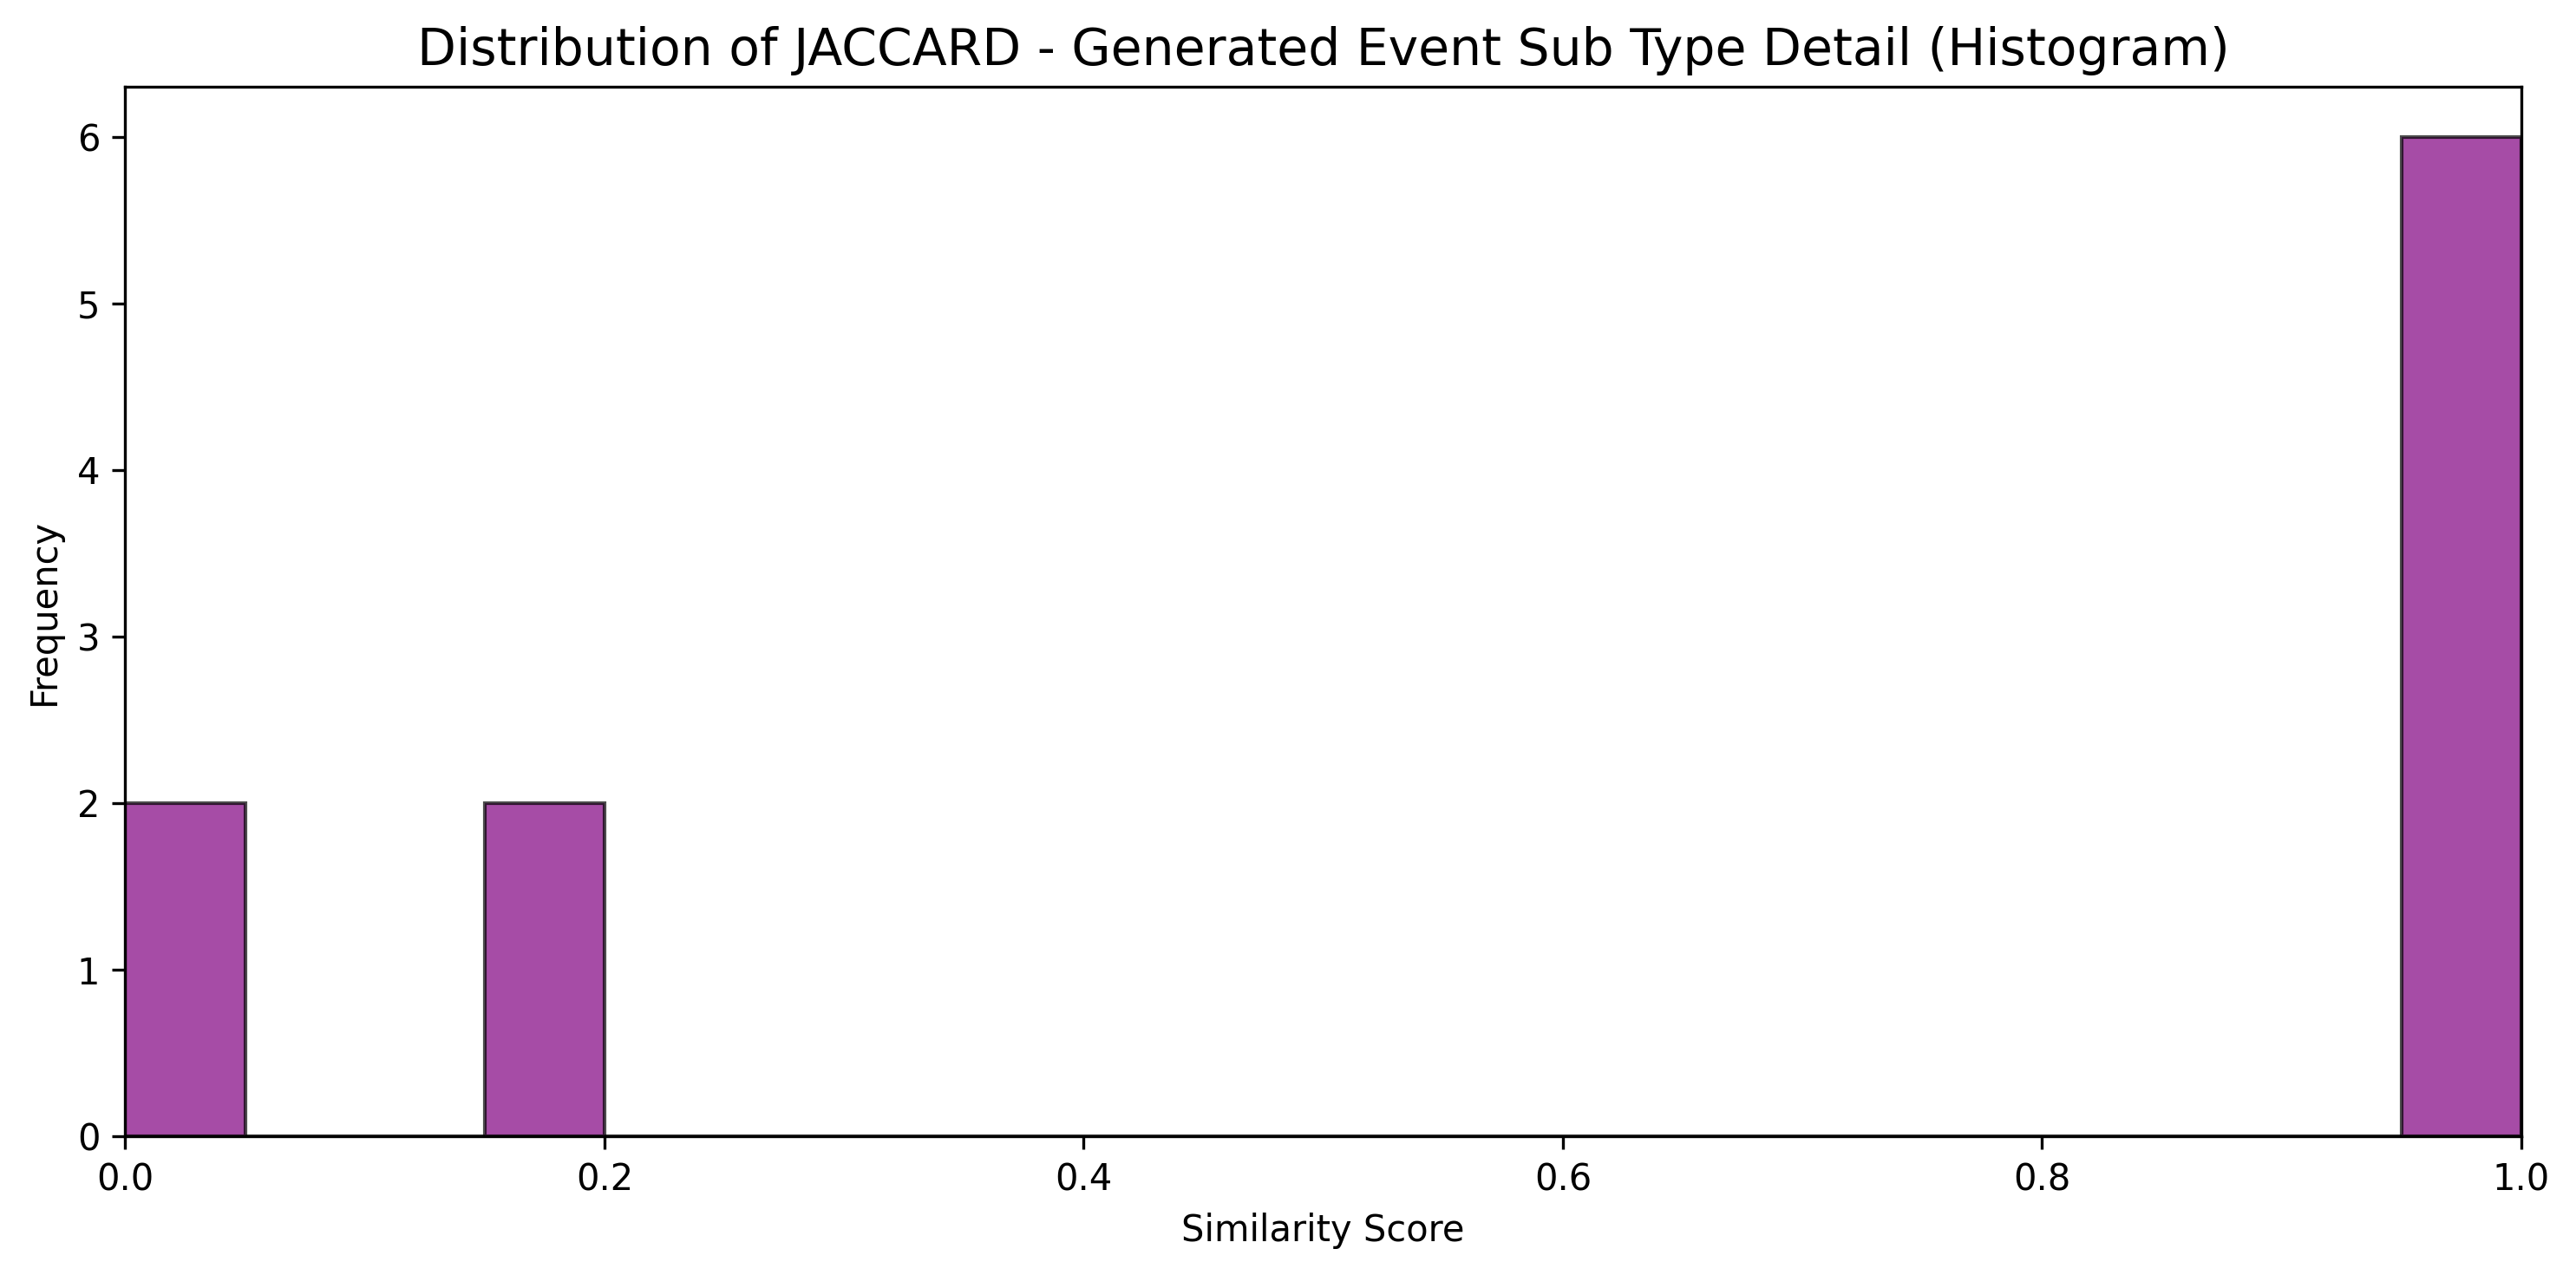 Distribution of JACCARD - Generated Event Sub Type Detail (Histogram)
6
5
4
3
2
1
0
Frequency
0.0 0.2 0.4 0.6 0.8 1.0
Similarity Score